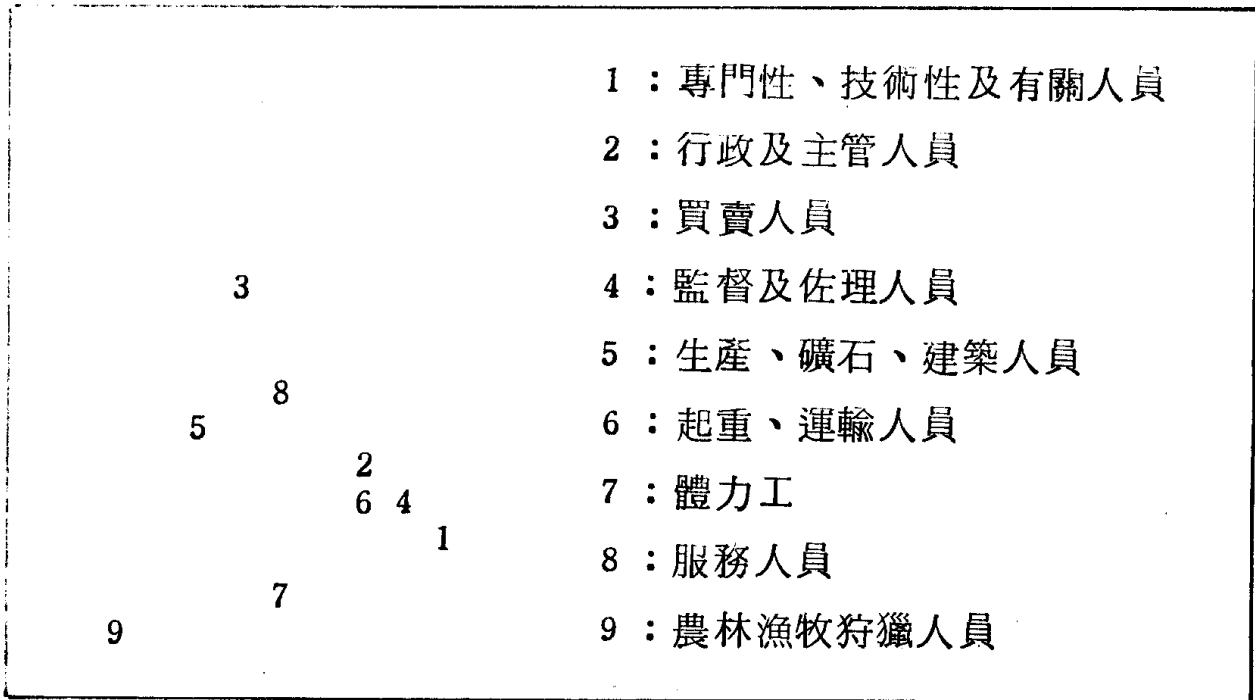 1：專門性、技術性及有關人員
2：行政及主管人員
3：買賣人員
3
4：監督及佐理人員
5：生產、礦石、建築人員
8
5
6：起重、運輸人員
2
6 4
7：體力工
1
8：服務人員
7
9
9：農林漁牧狩獵人員